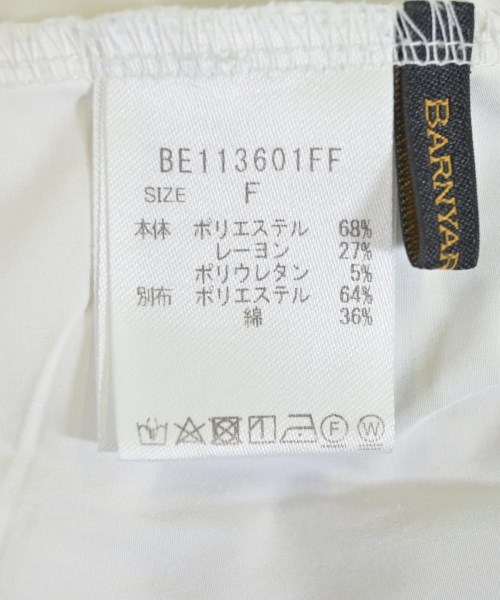 BE113601FF
SIZE F
本体 ポリエステル 68%
レーヨン 27%
ポリウレタン 5%
別布 ポリエステル 64%
綿 36%
F W
BARNYAR